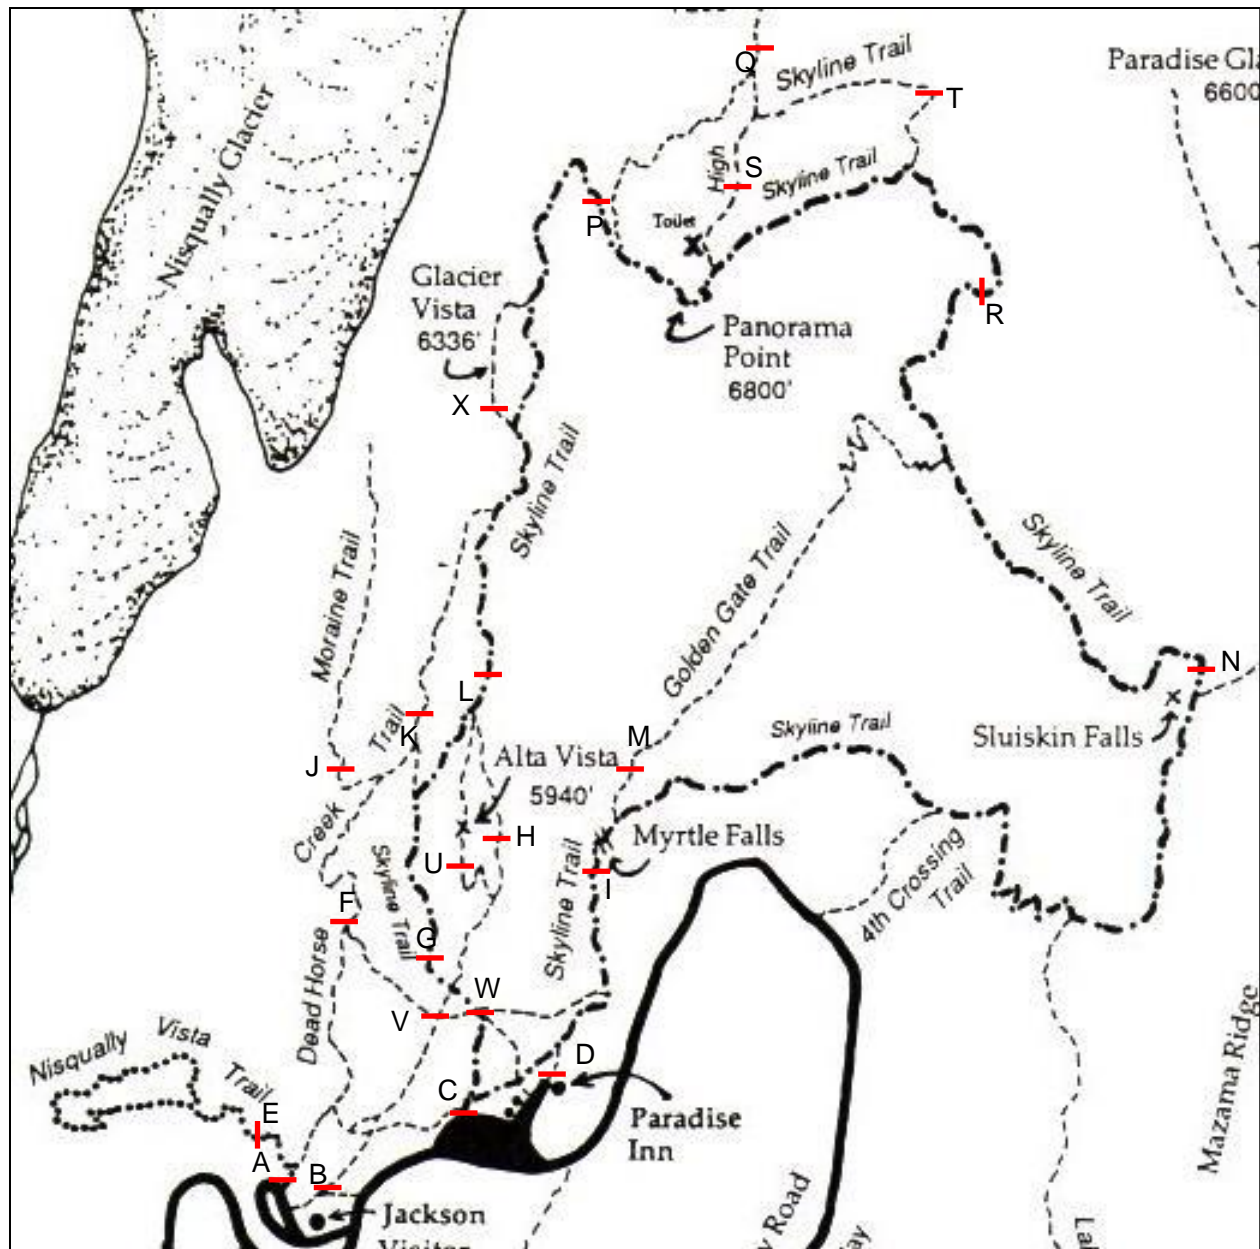 Q
Skyline Trail
Paradise Gla
6600
T
Nisqually Glacier
High
S
Skyline Trail
P
Toilet
Glacier
Vista
6336'
R
Panorama
Point
6800'
X
Skyline Trail
Moraine Trail
Golden Gate Trail
Skyline Trail
N
L
Trail
K
M
Skyline Trail
Sluiskin Falls
J
Alta Vista
5940'
Creek
H
Myrtle Falls
U
Skyline Trail
Skyline Trail
I
4th Crossing
Trail
F
G
Dead Horse
W
V
Nisqually Vista Trail
Mazama Ridge
D
C
E
Paradise
Inn
A
B
Jackson
Visitor
y Road